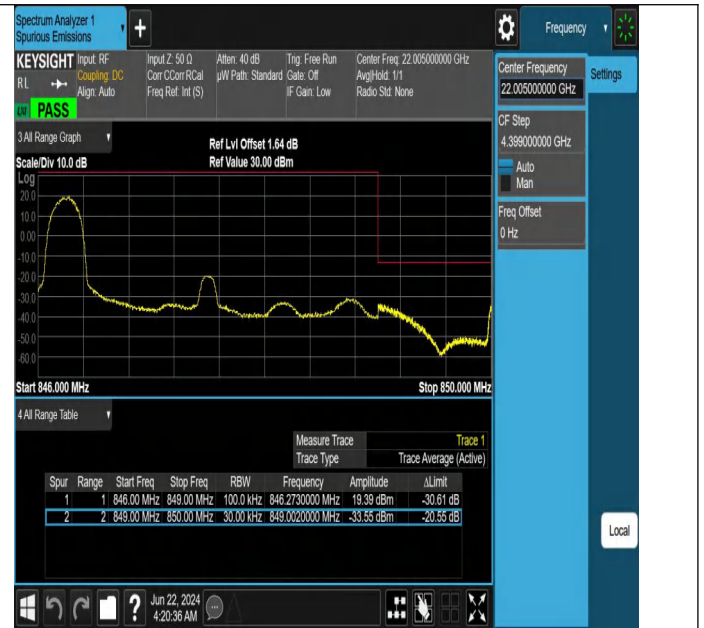 Spectrum Analyzer 1
Spurious Emissions
+
Frequency
KEYSIGHT Input: RF Input Z: 50 Ω Atten: 40 dB Trig: Free Run Center Freq: 22.005000000 GHz
RL Coupling: DC Corr CCorr RCal µW Path: Standard Gate: Off Avg|Hold: 1/1
Align: Auto Freq Ref: Int (S) IF Gain: Low Radio Std: None
PASS
Center Frequency
22.005000000 GHz
Settings
CF Step
4.399000000 GHz
Auto
Man
Freq Offset
0 Hz
3 All Range Graph
Ref Lvl Offset 1.64 dB
Scale/Div 10.0 dB Ref Value 30.00 dBm
Log
20.0
10.0
0.00
-10.0
-20.0
-30.0
-40.0
-50.0
-60.0
Start 846.000 MHz Stop 850.000 MHz
4 All Range Table
Measure Trace Trace 1
Trace Type Trace Average (Active)
Spur Range Start Freq Stop Freq RBW Frequency Amplitude ΔLimit
1 1 846.00 MHz 849.00 MHz 100.0 kHz 846.2730000 MHz 19.39 dBm -30.61 dB
2 2 849.00 MHz 850.00 MHz 30.00 kHz 849.0020000 MHz -33.55 dBm -20.55 dB
Local
? Jun 22, 2024
4:20:36 AM